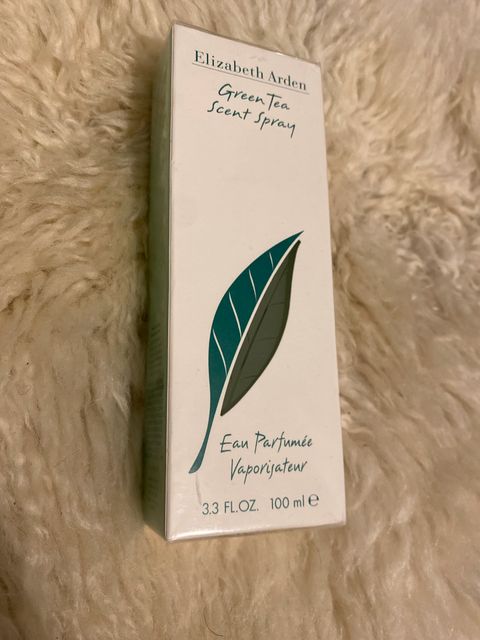 Elizabeth Arden
Green Tea
Scent Spray
Eau Parfumée
Vaporisateur
3.3 FL.OZ. 100 ml ℮